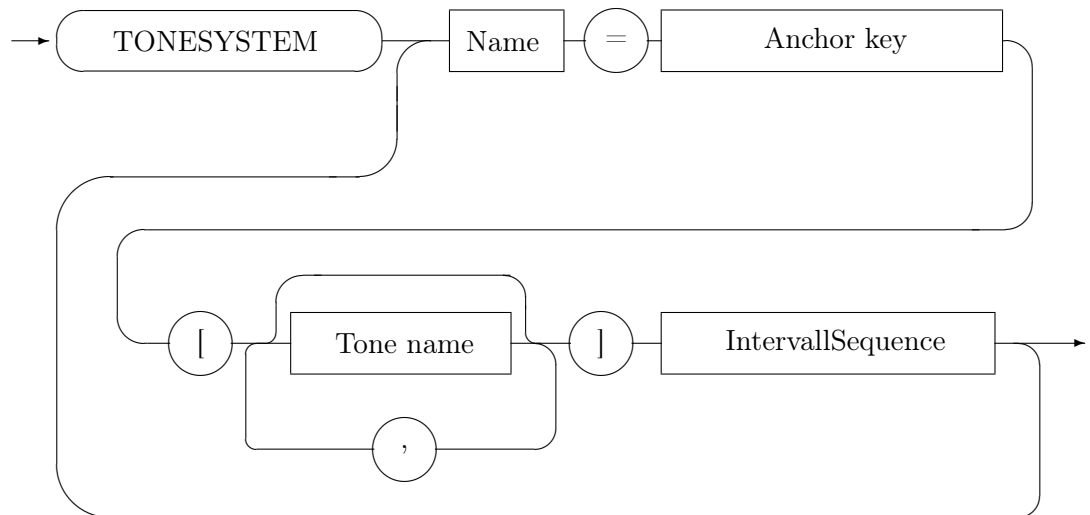 TONESYSTEM Name = Anchor key
[ Tone name ] IntervallSequence
,